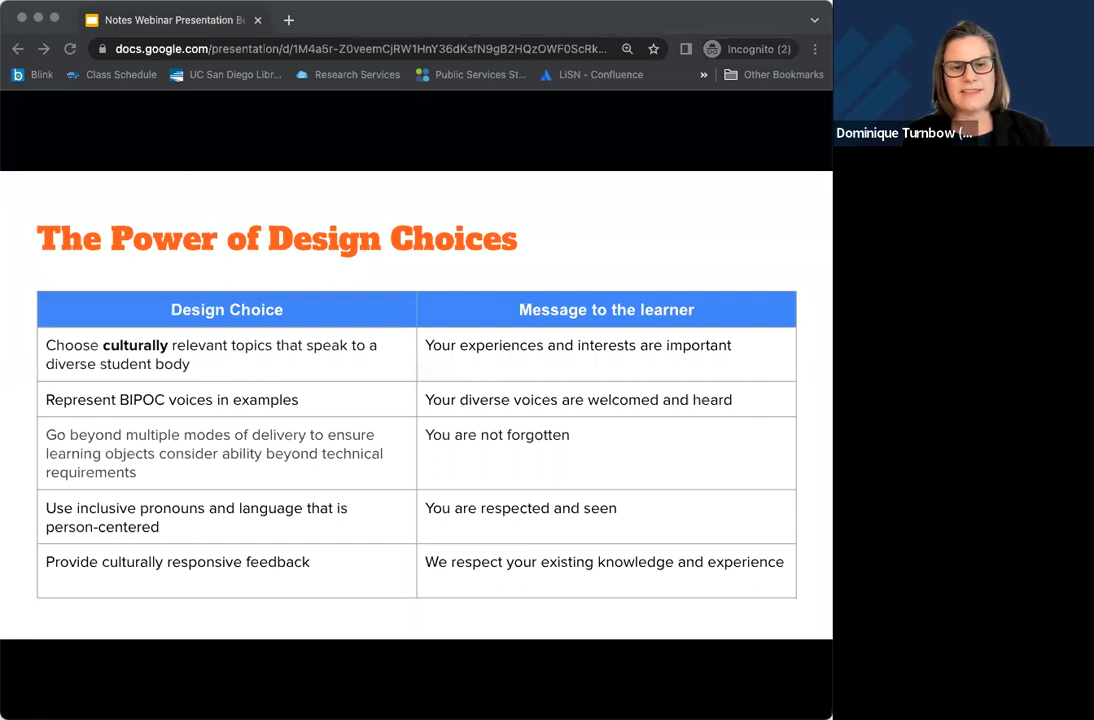 Notes Webinar Presentation Be
docs.google.com/presentation/d/1M4a5r-Z0veemCjRW1HnY36dKsfN9gB2HQzOWF0ScRk...
Incognito (2)
Blink
Class Schedule
UC San Diego Libr...
Research Services
Public Services St...
LiSN - Confluence
»
Other Bookmarks
Dominique Turnbow (...
The Power of Design Choices
Design Choice
Message to the learner
Choose culturally relevant topics that speak to a
diverse student body
Your experiences and interests are important
Represent BIPOC voices in examples
Your diverse voices are welcomed and heard
Go beyond multiple modes of delivery to ensure
learning objects consider ability beyond technical
requirements
You are not forgotten
Use inclusive pronouns and language that is
person-centered
You are respected and seen
Provide culturally responsive feedback
We respect your existing knowledge and experience